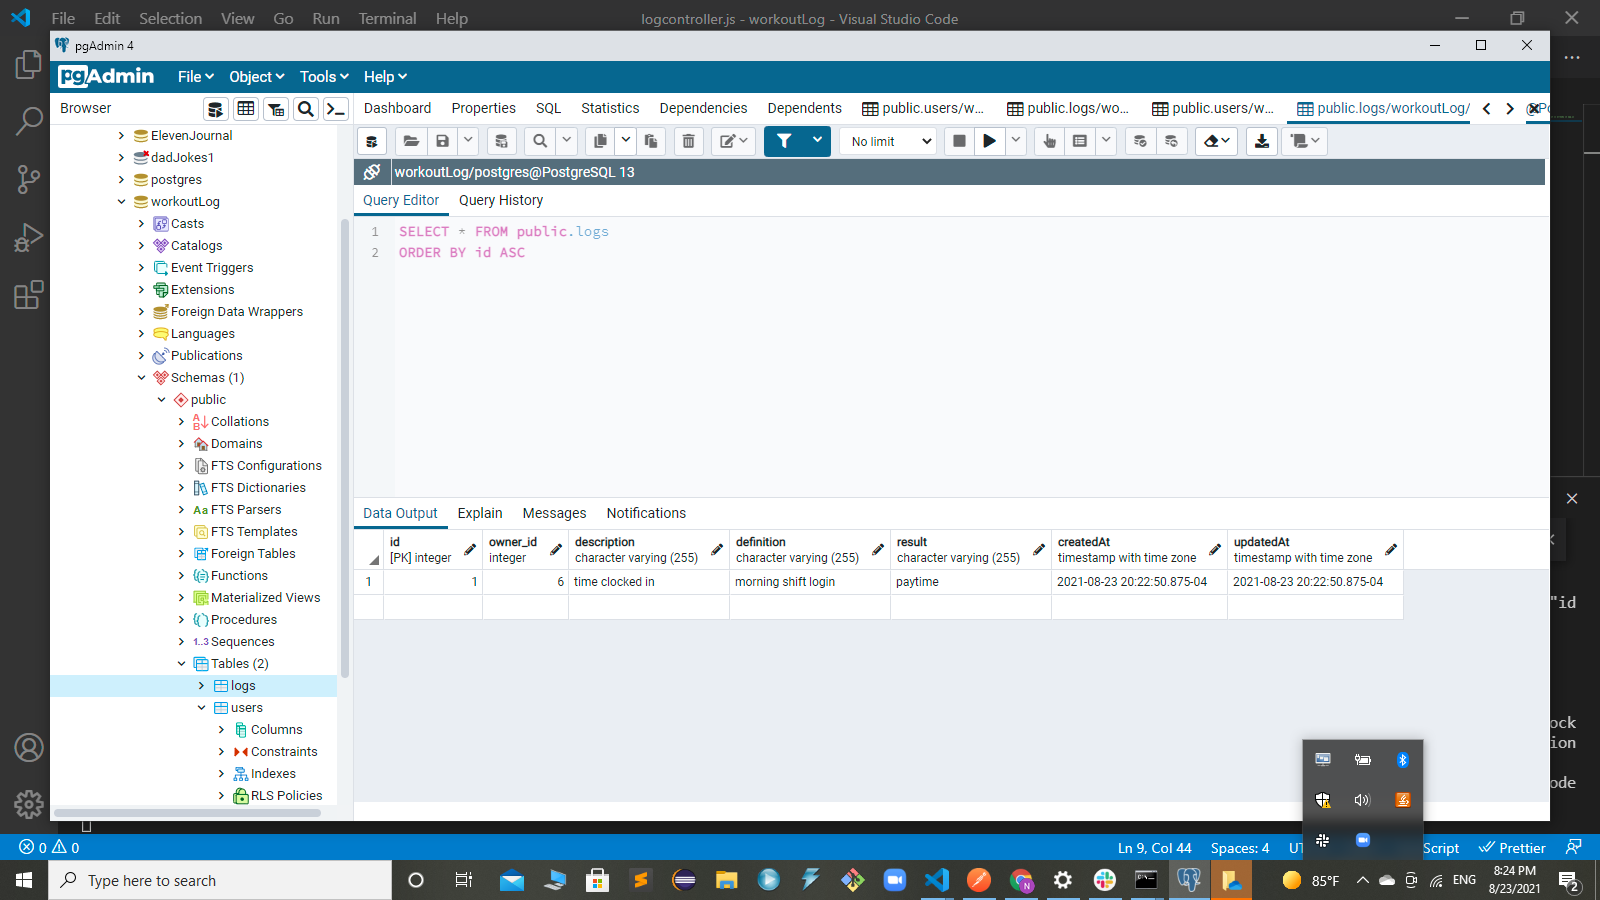 File Edit Selection View Go Run Terminal Help logcontroller.js - workoutLog - Visual Studio Code
pgAdmin 4
pgAdmin File Object Tools Help
Browser
Dashboard Properties SQL Statistics Dependencies Dependents public.users/w... public.logs/wo... public.users/w... public.logs/workoutLog/
ElevenJournal
dadJokes1
postgres
workoutLog
Casts
Catalogs
Event Triggers
Extensions
Foreign Data Wrappers
Languages
Publications
Schemas (1)
public
Collations
Domains
FTS Configurations
FTS Dictionaries
Aa FTS Parsers
FTS Templates
Foreign Tables
Functions
Materialized Views
Procedures
1..3 Sequences
Tables (2)
logs
users
Columns
Constraints
Indexes
RLS Policies
No limit
workoutLog/postgres@PostgreSQL 13
Query Editor Query History
1 SELECT * FROM public.logs
2 ORDER BY id ASC
Data Output Explain Messages Notifications
id owner_id description definition result createdAt updatedAt
[PK] integer integer character varying (255) character varying (255) character varying (255) timestamp with time zone timestamp with time zone
1 1 6 time clocked in morning shift login paytime 2021-08-23 20:22:50.875-04 2021-08-23 20:22:50.875-04
"id
ock
ion
ode
0 0 Ln 9, Col 44 Spaces: 4 UT Script Prettier
Type here to search
85°F ENG 8:24 PM
8/23/2021 2